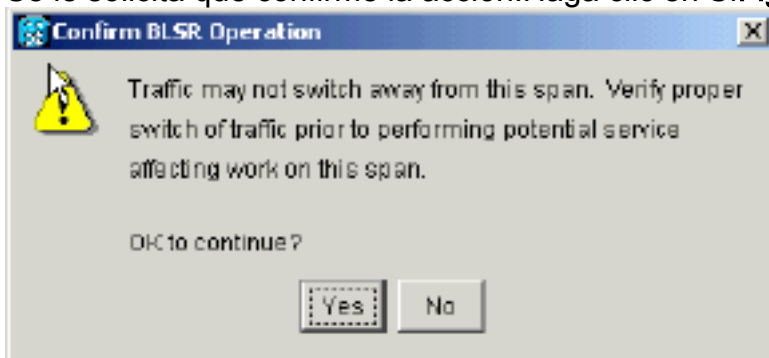 Confirm BLSR Operation
Traffic may not switch away from this span. Verify proper
switch of traffic prior to performing potential service
affecting work on this span.
OK to continue?
Yes No